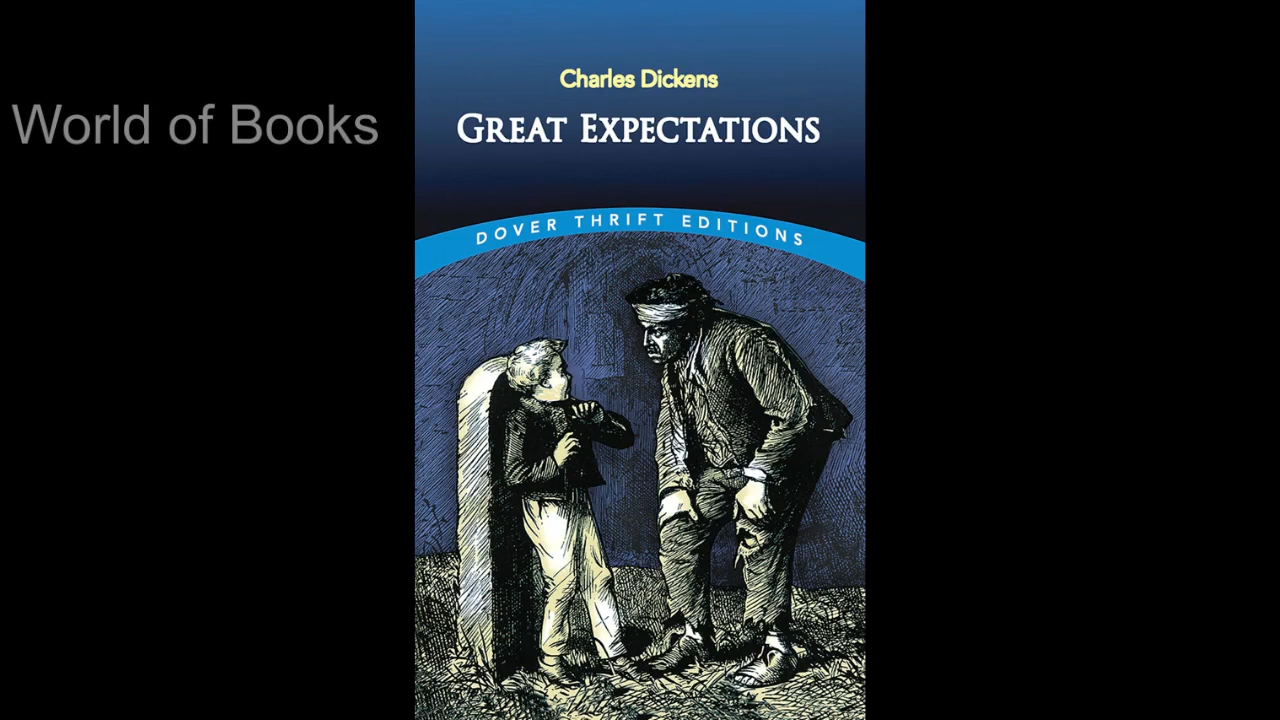 World of Books
Charles Dickens
GREAT EXPECTATIONS
DOVER THRIFT EDITIONS